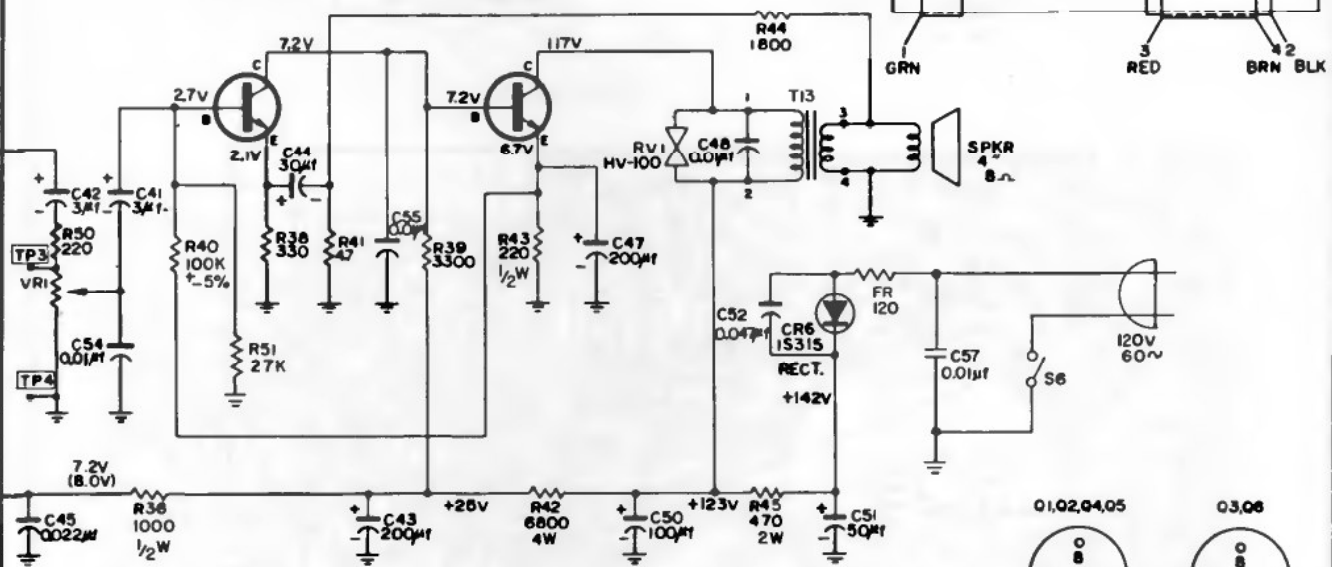 R44
1800
1
GRN
3
RED
4 2
BRN BLK
7.2V
C
2.7V
B
E
2.1V
C44
30µf
+ -
117V
C
7.2V
B
E
6.7V
1
T13
RV1
HV-100
C48
0.01µf
2
3
4
SPKR
4"
8Ω
+
-
C42
3µf
+
-
C41
3µf
R50
220
TP3
VR1
TP4
C54
0.01µf
R40
100K
+-5%
R51
27K
R38
330
R41
47
C55
R39
3300
R43
220
1/2W
+
-
C47
200µf
C52
0.047µf
CR6
1S315
RECT.
+142V
FR
120
C57
0.01µf
S6
120V
60~
7.2V
(8.0V)
C45
0.022µf
R36
1000
1/2W
+
-
C43
200µf
+26V
R42
6800
4W
+
-
C50
100µf
+123V
R45
470
2W
+
-
C51
50µf
Q1,Q2,Q4,Q5
B
Q3,Q6
B